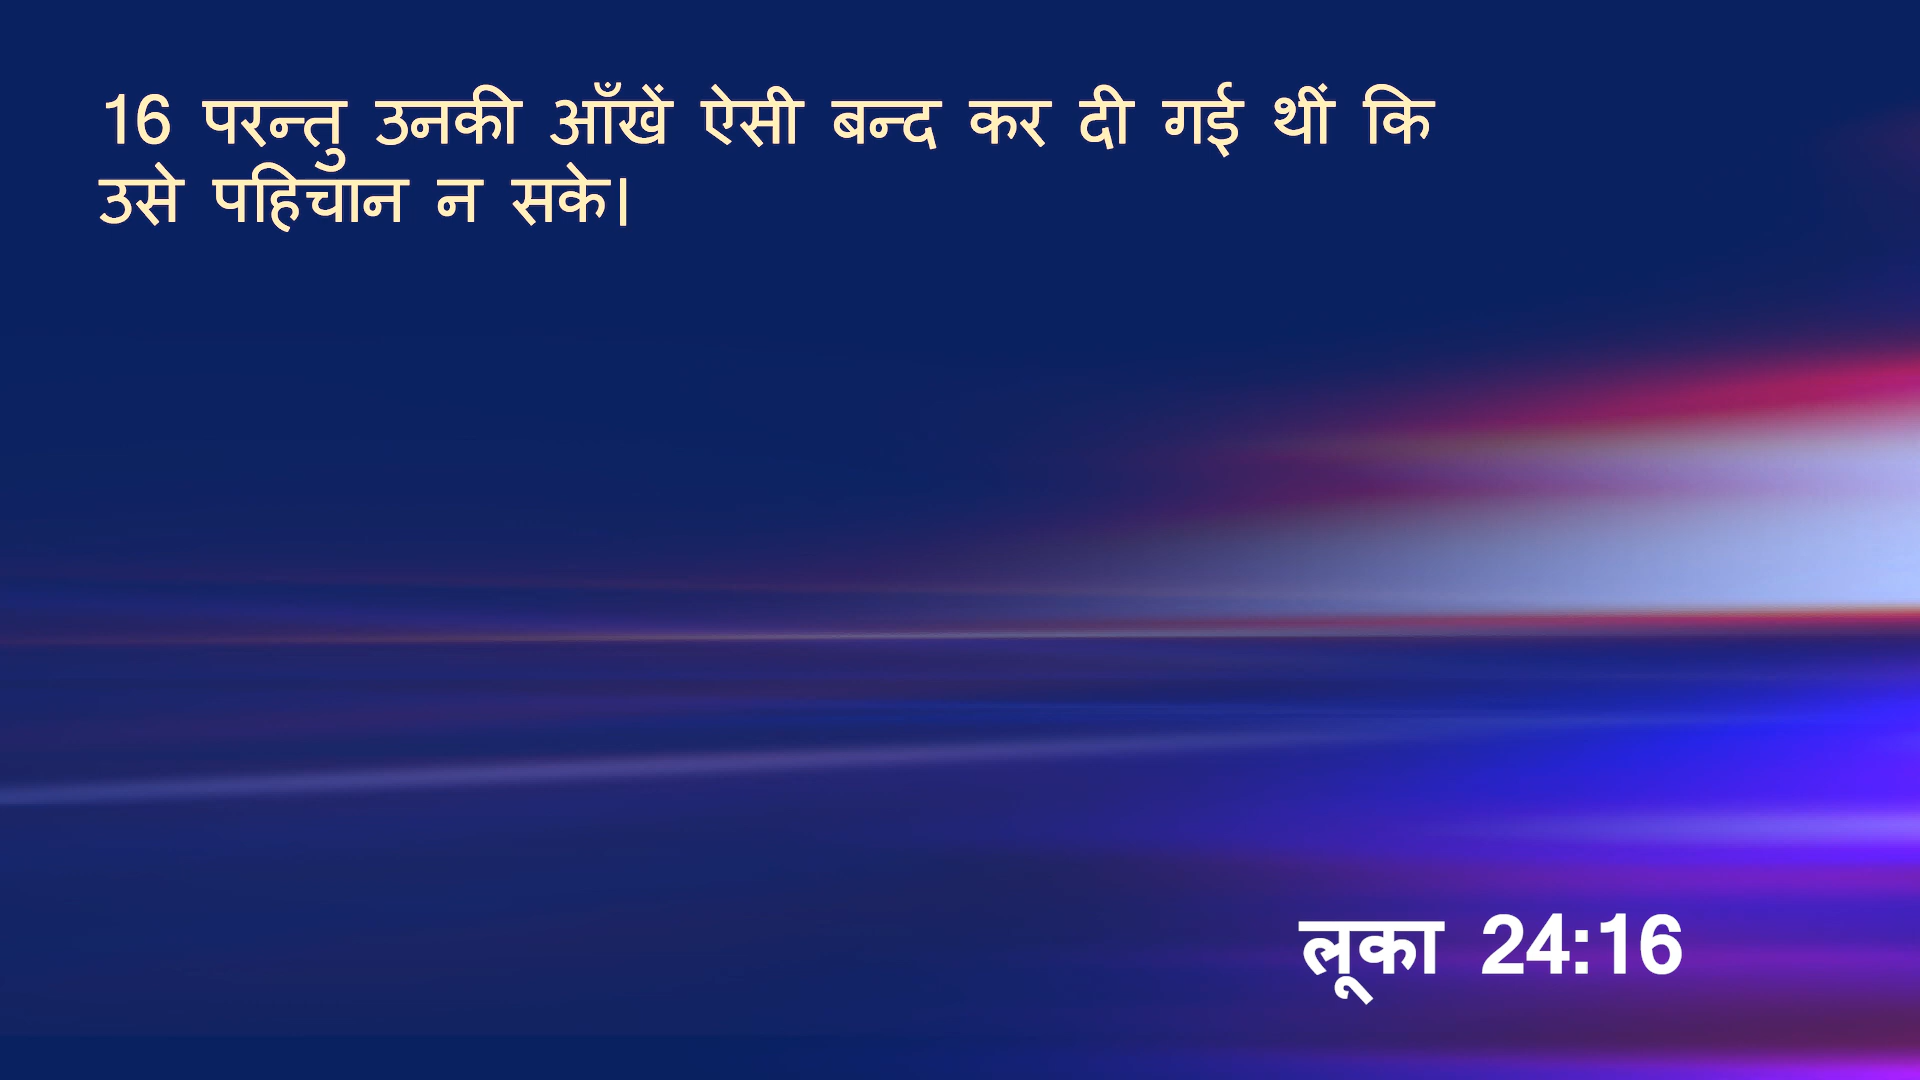 16 परन्तु उनकी आँखें ऐसी बन्द कर दी गई थीं कि
उसे पहिचान न सके।
लूका 24:16